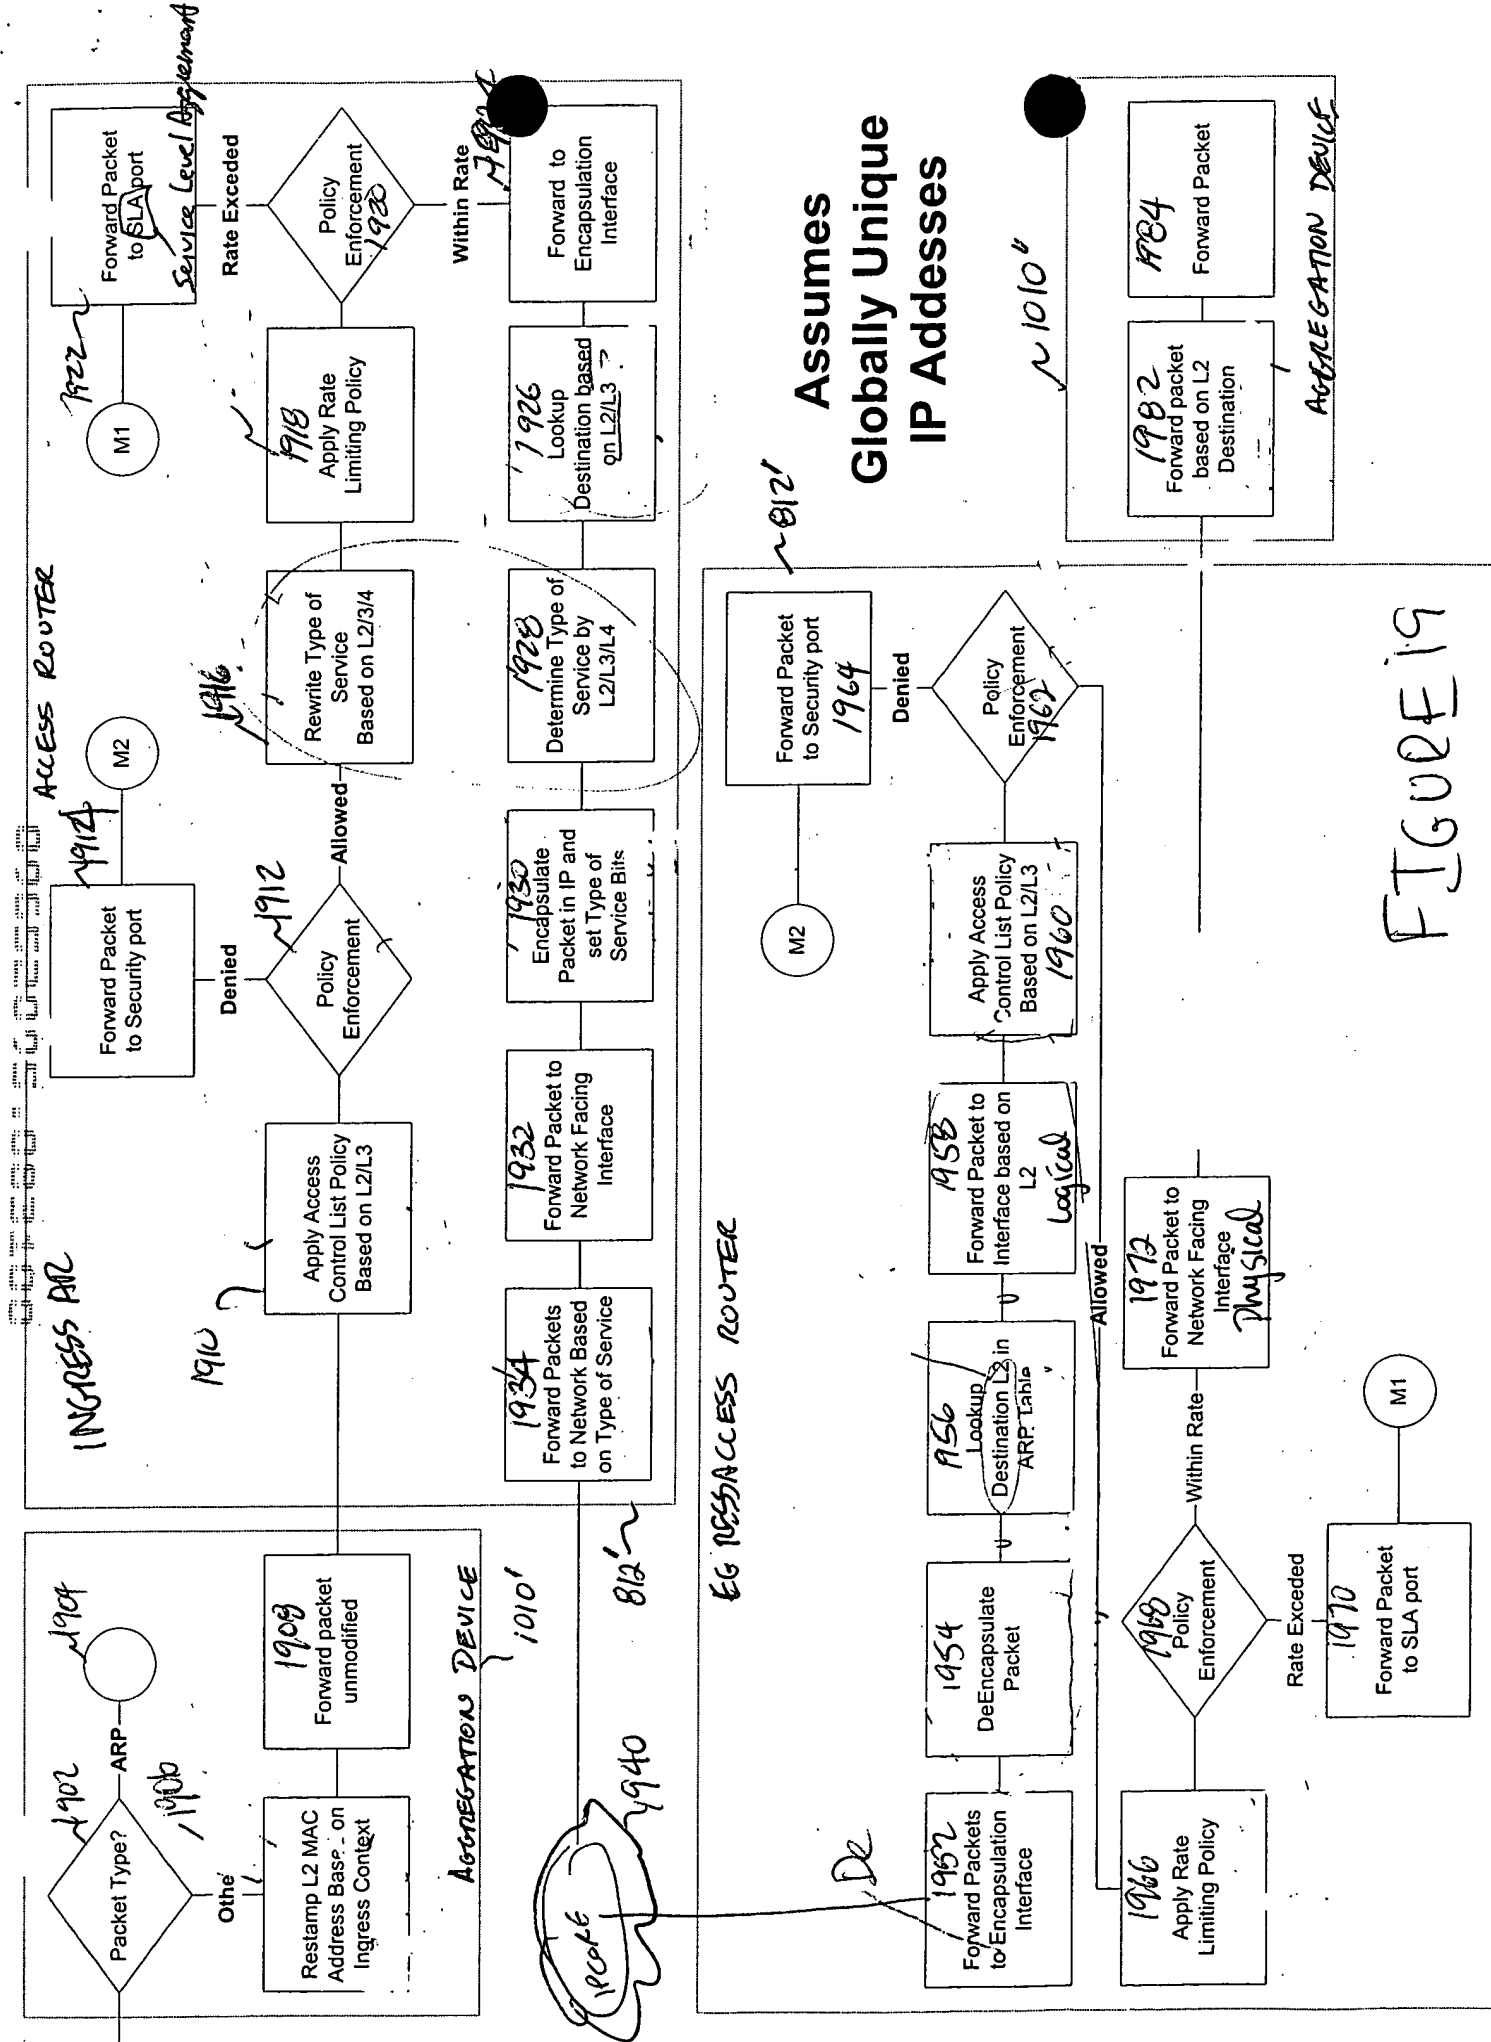 INGRESS AR
ACCESS ROUTER
1902
Packet Type?
ARP
1904
1906
Othe
Restamp L2 MAC
Address Base on
Ingress Context
1908
Forward packet
unmodified
AGGREGATION DEVICE
1010'
1910
Apply Access
Control List Policy
Based on L2/L3
1912
Policy
Enforcement
Denied
1914
Forward Packet
to Security port
M2
Allowed
1916
Rewrite Type of
Service
Based on L2/3/4
1918
Apply Rate
Limiting Policy
Policy
Enforcement
1920
Rate Exceeded
Forward Packet
to SLA port
Service Level Agreement
1922
M1
Within Rate
Forward to
Encapsulation
Interface
1926
Lookup
Destination based
on L2/L3
1928
Determine Type of
Service by
L2/L3/L4
1930
Encapsulate
Packet in IP and
set Type of
Service Bits
1932
Forward Packet to
Network Facing
Interface
1934
Forward Packets
to Network Based
on Type of Service
812'
IPCORE
1940
Assumes
Globally Unique
IP Addesses
EGRESSACCESS ROUTER
812'
De
1952
Forward Packets
to Encapsulation
Interface
1954
DeEncapsulate
Packet
1956
Lookup
Destination L2 in
ARP Table
1958
Forward Packet to
Interface based on
L2
Logical
Apply Access
Control List Policy
Based on L2/L3
1960
Policy
Enforcement
1962
Denied
Forward Packet
to Security port
1964
M2
Allowed
1966
Apply Rate
Limiting Policy
1968
Policy
Enforcement
Rate Exceeded
1970
Forward Packet
to SLA port
M1
Within Rate
1972
Forward Packet to
Network Facing
Interface
Physical
1010"
1982
Forward packet
based on L2
Destination
1984
Forward Packet
AGGREGATION DEVICE
FIGURE 19